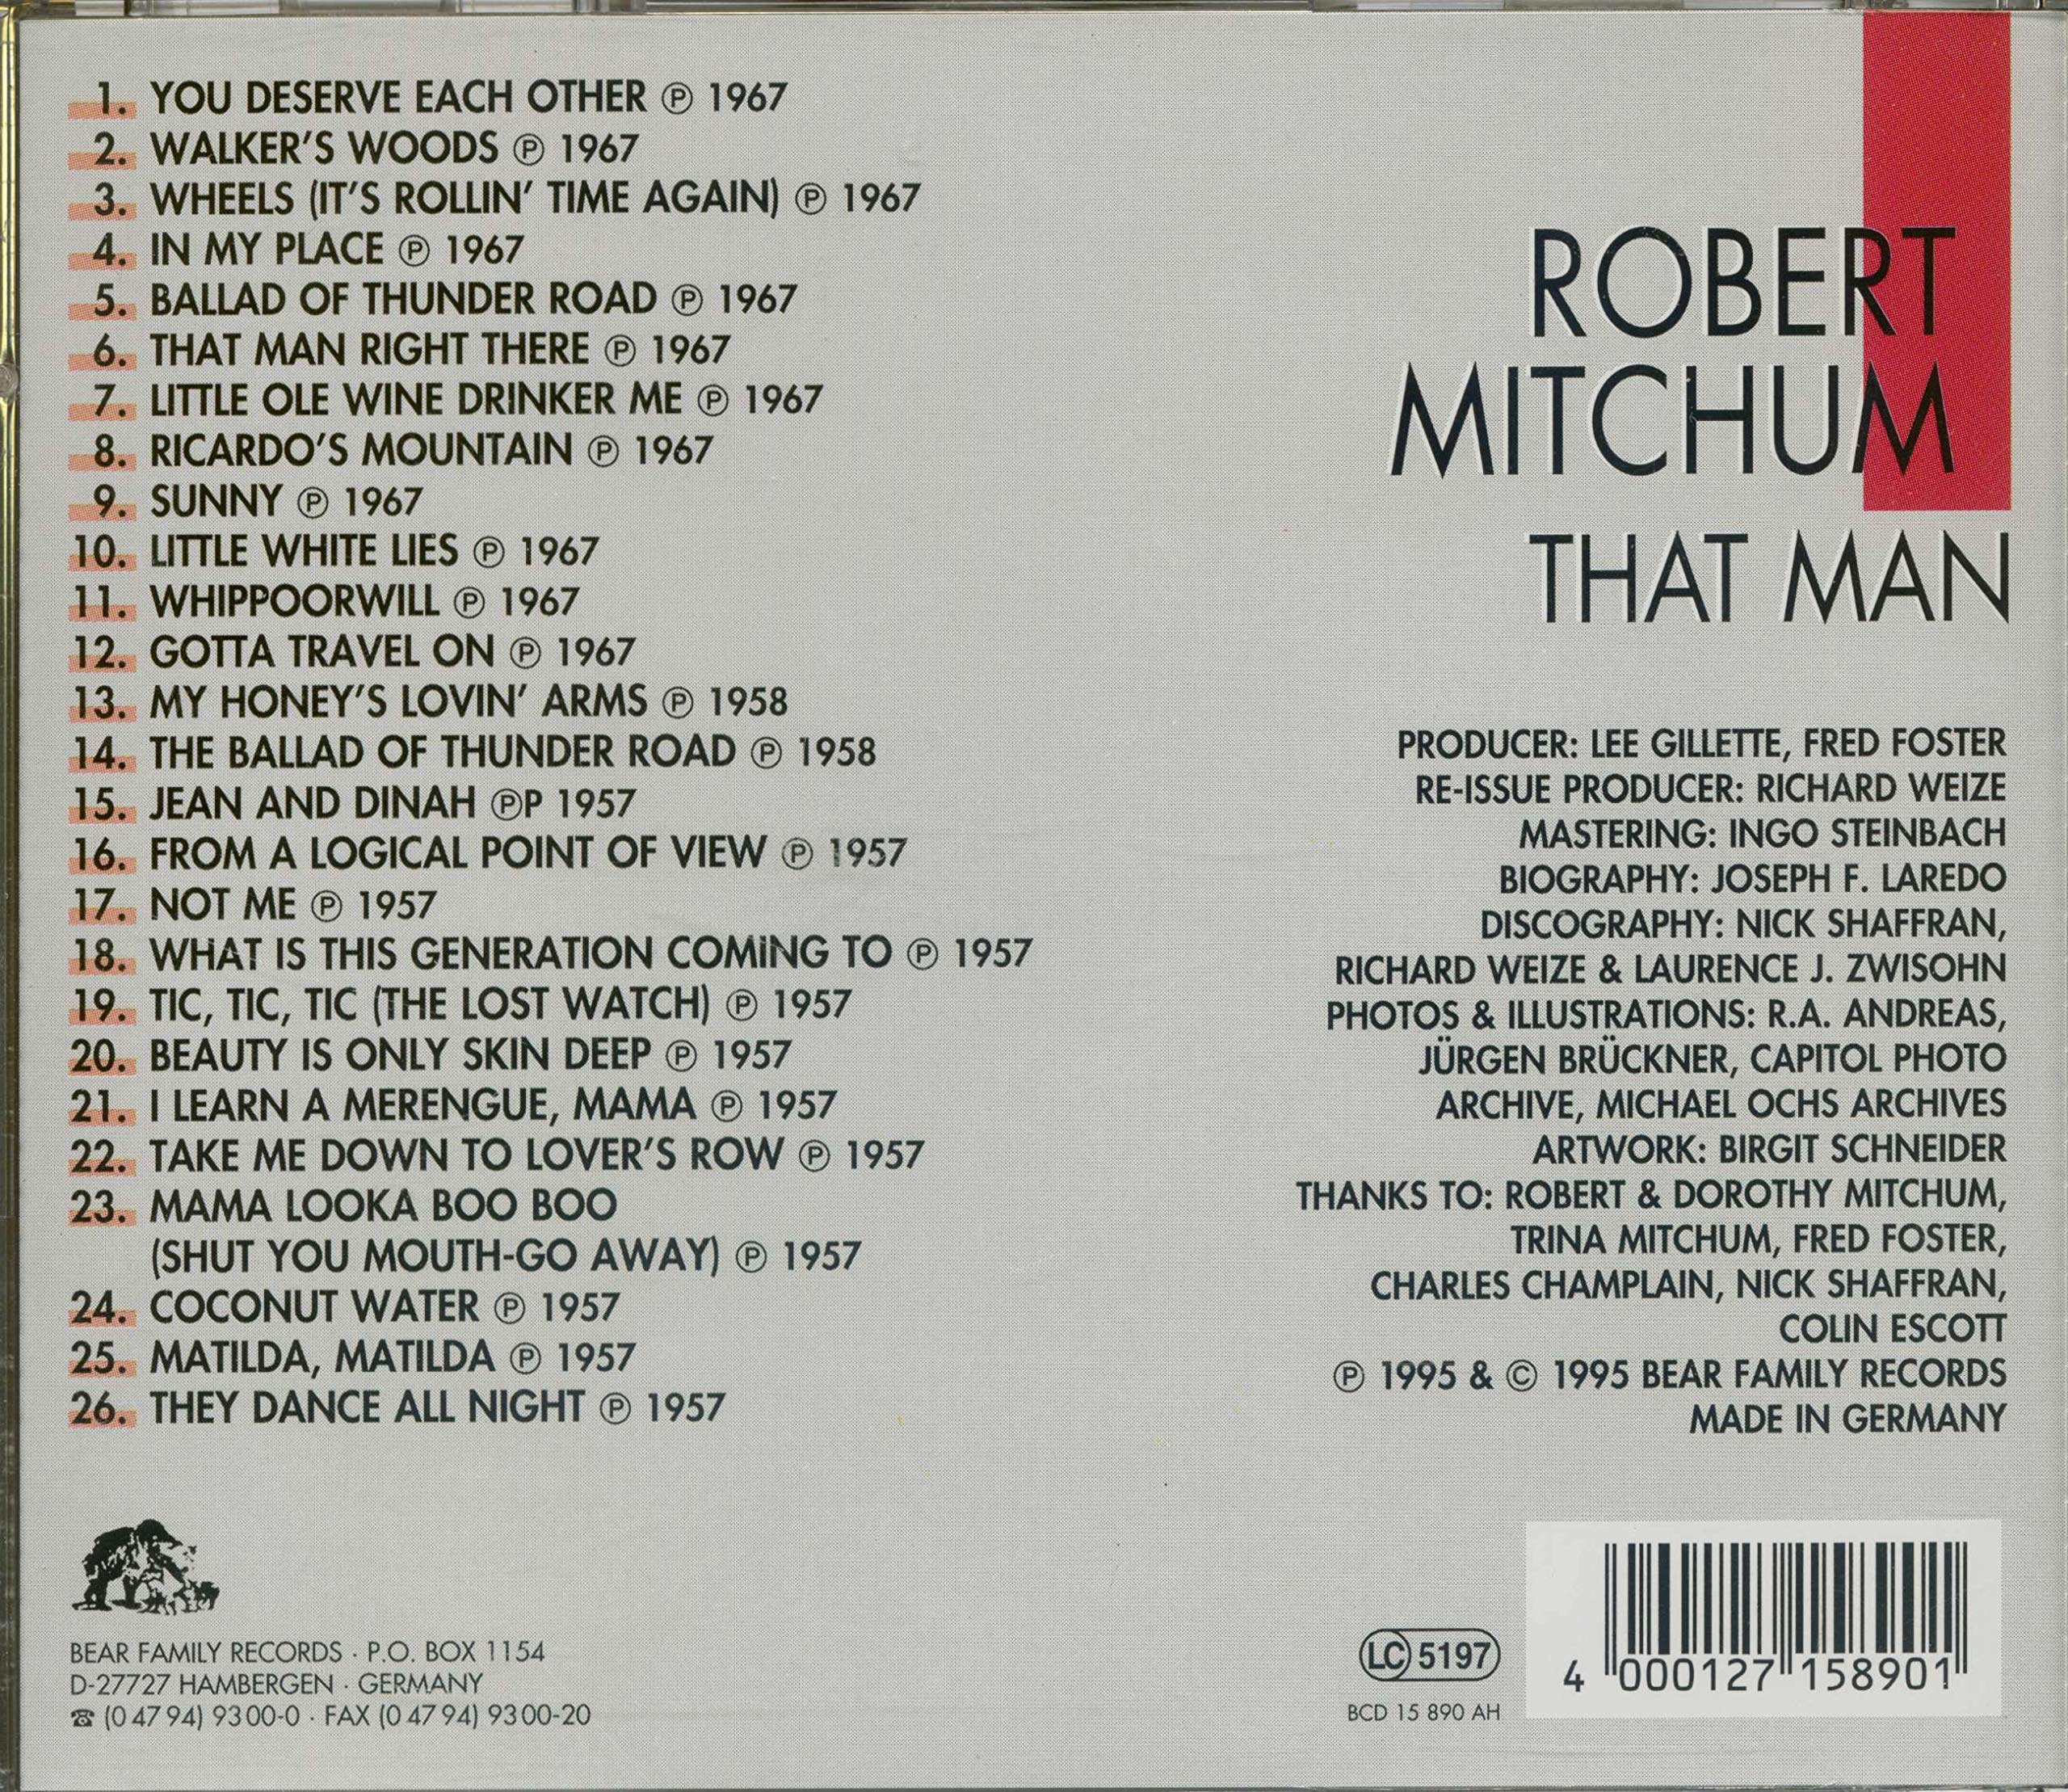 1. YOU DESERVE EACH OTHER ℗ 1967
2. WALKER'S WOODS ℗ 1967
3. WHEELS (IT'S ROLLIN' TIME AGAIN) ℗ 1967
4. IN MY PLACE ℗ 1967
5. BALLAD OF THUNDER ROAD ℗ 1967
6. THAT MAN RIGHT THERE ℗ 1967
7. LITTLE OLE WINE DRINKER ME ℗ 1967
8. RICARDO'S MOUNTAIN ℗ 1967
9. SUNNY ℗ 1967
10. LITTLE WHITE LIES ℗ 1967
11. WHIPPOORWILL ℗ 1967
12. GOTTA TRAVEL ON ℗ 1967
13. MY HONEY'S LOVIN' ARMS ℗ 1958
14. THE BALLAD OF THUNDER ROAD ℗ 1958
15. JEAN AND DINAH ℗P 1957
16. FROM A LOGICAL POINT OF VIEW ℗ 1957
17. NOT ME ℗ 1957
18. WHAT IS THIS GENERATION COMING TO ℗ 1957
19. TIC, TIC, TIC (THE LOST WATCH) ℗ 1957
20. BEAUTY IS ONLY SKIN DEEP ℗ 1957
21. I LEARN A MERENGUE, MAMA ℗ 1957
22. TAKE ME DOWN TO LOVER'S ROW ℗ 1957
23. MAMA LOOKA BOO BOO
(SHUT YOU MOUTH-GO AWAY) ℗ 1957
24. COCONUT WATER ℗ 1957
25. MATILDA, MATILDA ℗ 1957
26. THEY DANCE ALL NIGHT ℗ 1957
BEAR FAMILY RECORDS · P.O. BOX 1154
D-27727 HAMBERGEN · GERMANY
☎ (0 47 94) 93 00-0 · FAX (0 47 94) 93 00-20
ROBERT
MITCHUM
THAT MAN
PRODUCER: LEE GILLETTE, FRED FOSTER
RE-ISSUE PRODUCER: RICHARD WEIZE
MASTERING: INGO STEINBACH
BIOGRAPHY: JOSEPH F. LAREDO
DISCOGRAPHY: NICK SHAFFRAN,
RICHARD WEIZE & LAURENCE J. ZWISOHN
PHOTOS & ILLUSTRATIONS: R.A. ANDREAS,
JÜRGEN BRÜCKNER, CAPITOL PHOTO
ARCHIVE, MICHAEL OCHS ARCHIVES
ARTWORK: BIRGIT SCHNEIDER
THANKS TO: ROBERT & DOROTHY MITCHUM,
TRINA MITCHUM, FRED FOSTER,
CHARLES CHAMPLAIN, NICK SHAFFRAN,
COLIN ESCOTT
℗ 1995 & © 1995 BEAR FAMILY RECORDS
MADE IN GERMANY
LC 5197
BCD 15 890 AH
4 000127 158901